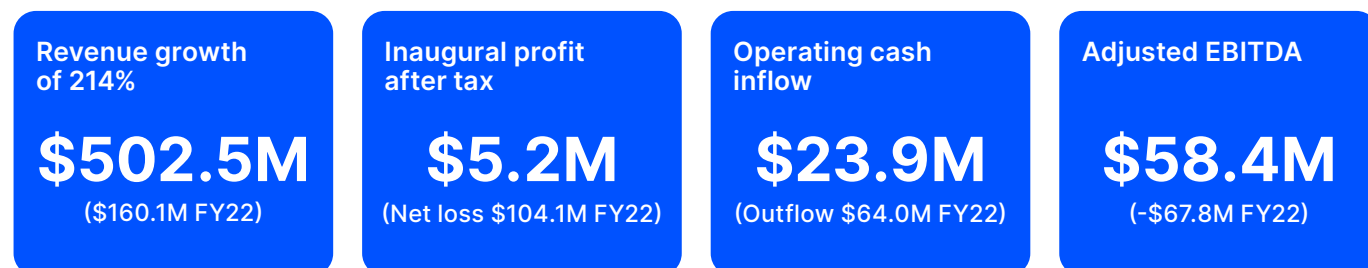 Revenue growth
of 214%
$502.5M
($160.1M FY22)
Inaugural profit
after tax
$5.2M
(Net loss $104.1M FY22)
Operating cash
inflow
$23.9M
(Outflow $64.0M FY22)
Adjusted EBITDA
$58.4M
(-$67.8M FY22)